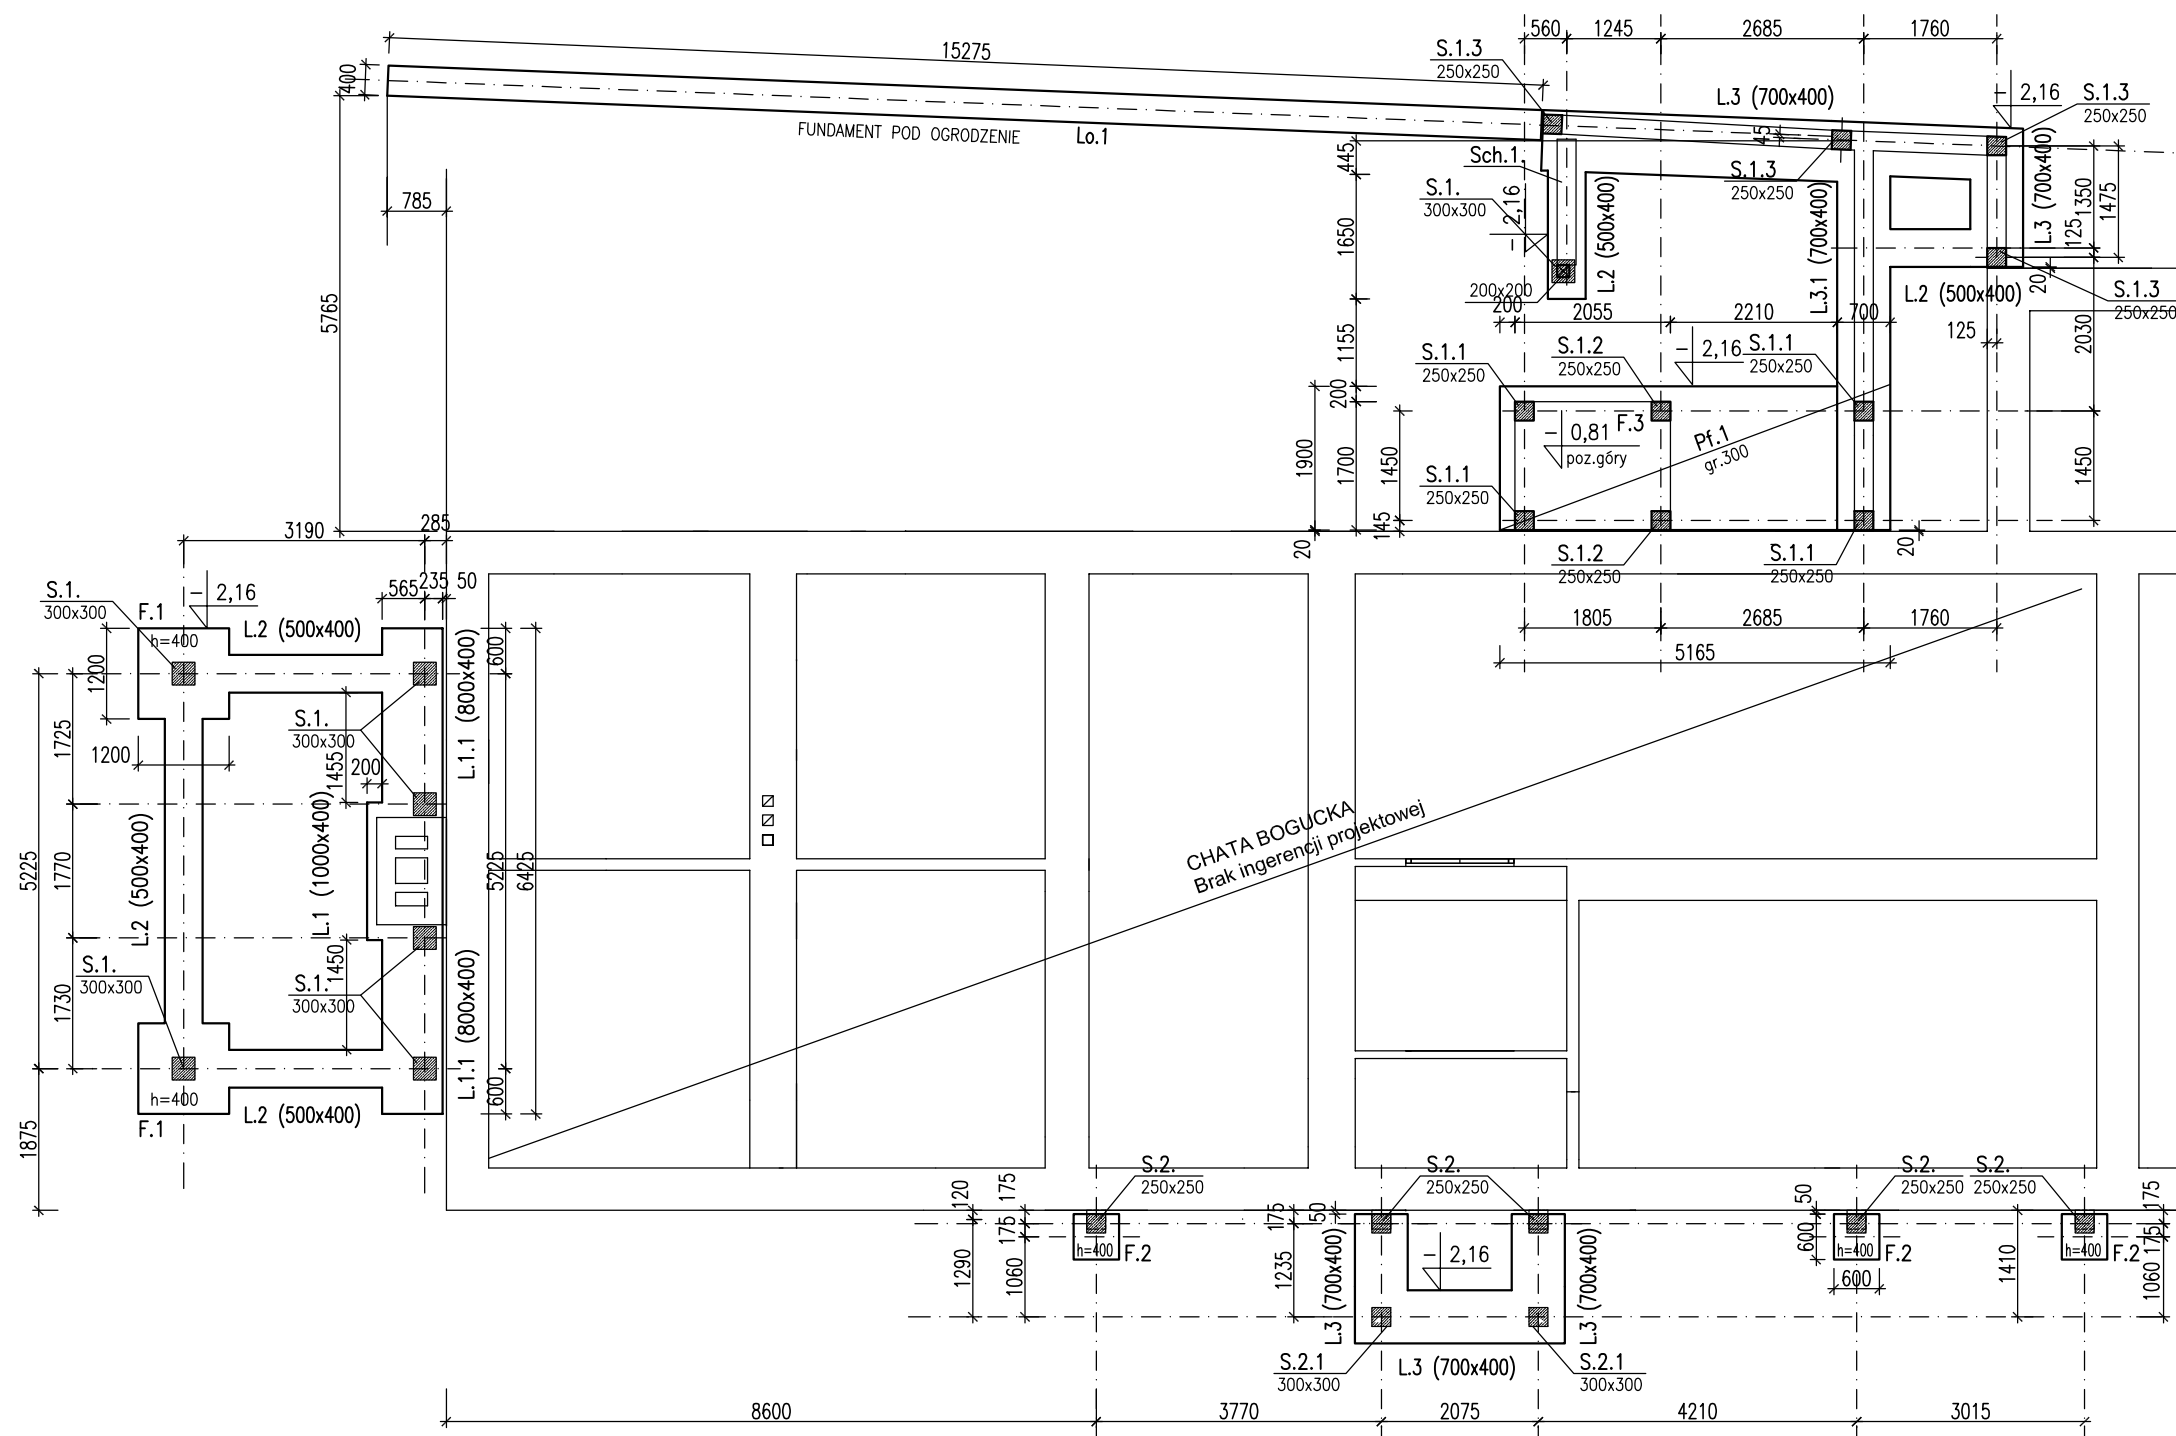 560
1245
2685
1760
15275
S.1.3
250x250
400
L.3 (700x400)
- 2,16
S.1.3
250x250
FUNDAMENT POD OGRODZENIE
Lo.1
45
445
Sch.1.
S.1.
300x300
S.1.3
250x250
- 2,16
L.2 (500x400)
L.3.1 (700x400)
L.3 (700x400)
1350
1475
125
785
1650
200x200
20
L.2 (500x400)
S.1.3
250x250
5765
200
2055
2210
700
125
2030
1155
S.1.1
250x250
S.1.2
250x250
- 2,16
S.1.1
250x250
200
F.3
- 0,81
poz.góry
Pf.1
gr.300
1900
1700
1450
1450
S.1.1
250x250
145
20
20
S.1.2
250x250
S.1.1
250x250
3190
285
565
235
50
S.1.
300x300
F.1
h=400
- 2,16
L.2 (500x400)
L.1.1 (800x400)
600
1805
2685
1760
5165
1200
1725
1200
S.1.
300x300
1455
200
5225
1770
L.2 (500x400)
L.1 (1000x400)
5225
6425
CHATA BOGUCKA
Brak ingerencji projektowej
S.1.
300x300
1450
S.1.
300x300
1730
L.1.1 (800x400)
600
h=400
F.1
L.2 (500x400)
1875
S.2.
250x250
S.2.
250x250
S.2.
250x250
S.2.
250x250
120
175
175
1290
1060
h=400
F.2
175
50
1235
L.3 (700x400)
- 2,16
L.3 (700x400)
50
600
h=400
F.2
600
1410
h=400
F.2
175
175
1060
S.2.1
300x300
L.3 (700x400)
S.2.1
300x300
8600
3770
2075
4210
3015